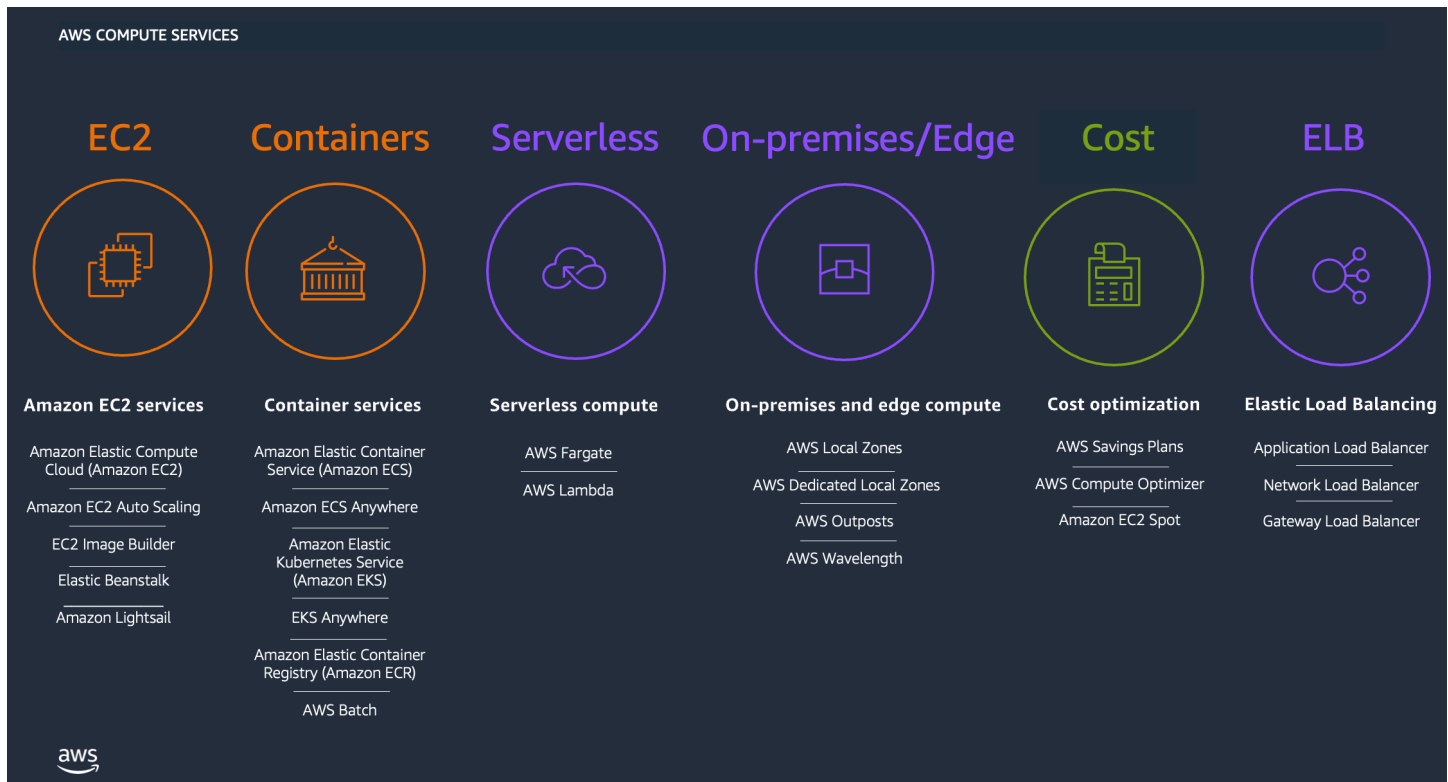 AWS COMPUTE SERVICES
EC2
Containers
Serverless
On-premises/Edge
Cost
ELB
Amazon EC2 services
Amazon Elastic Compute
Cloud (Amazon EC2)
Amazon EC2 Auto Scaling
EC2 Image Builder
Elastic Beanstalk
Amazon Lightsail
Container services
Amazon Elastic Container
Service (Amazon ECS)
Amazon ECS Anywhere
Amazon Elastic
Kubernetes Service
(Amazon EKS)
EKS Anywhere
Amazon Elastic Container
Registry (Amazon ECR)
AWS Batch
Serverless compute
AWS Fargate
AWS Lambda
On-premises and edge compute
AWS Local Zones
AWS Dedicated Local Zones
AWS Outposts
AWS Wavelength
Cost optimization
AWS Savings Plans
AWS Compute Optimizer
Amazon EC2 Spot
Elastic Load Balancing
Application Load Balancer
Network Load Balancer
Gateway Load Balancer
aws